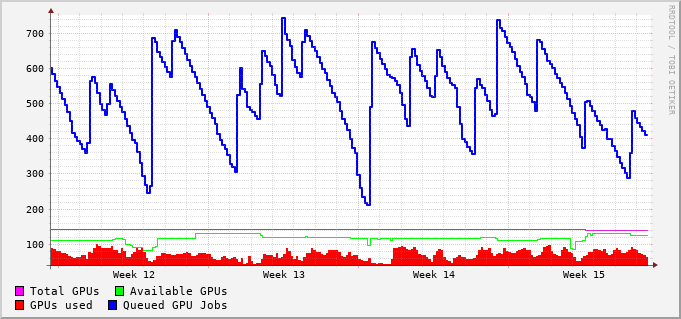 700
600
500
400
300
200
100
Week 12 Week 13 Week 14 Week 15
Total GPUs Available GPUs
GPUs used Queued GPU Jobs
RRDTOOL / TOBI OETIKER